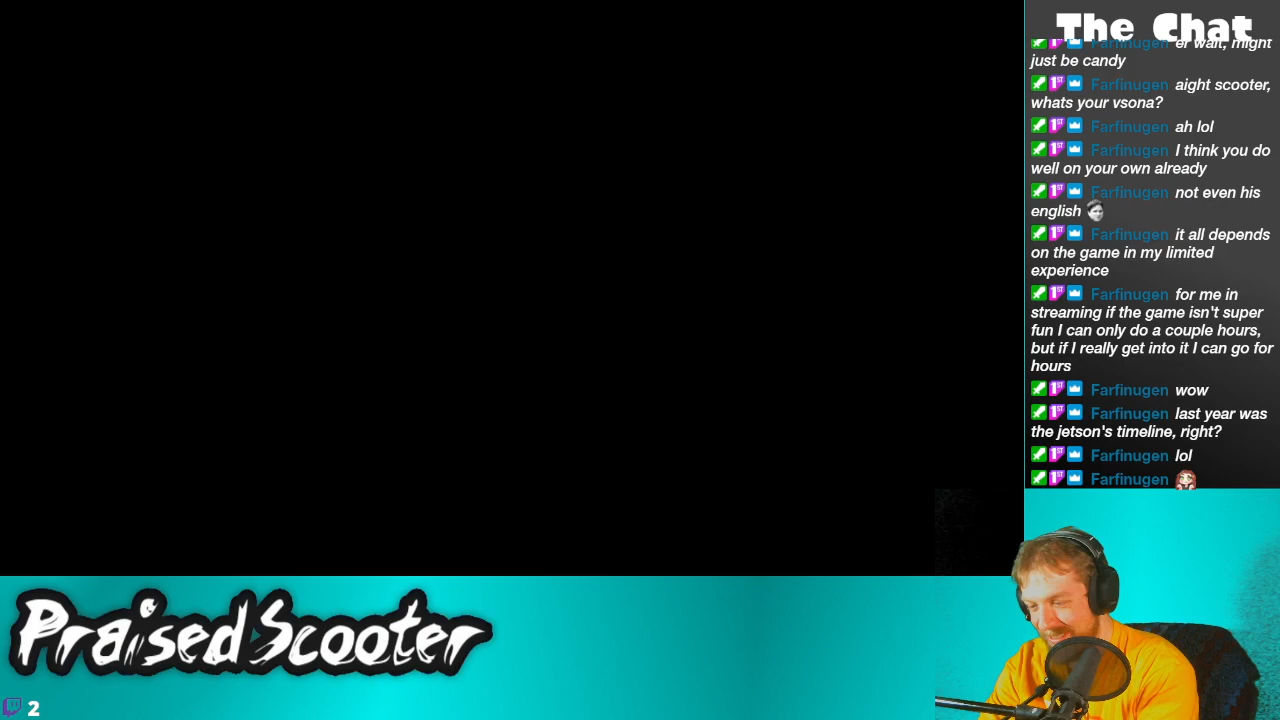 The Chat
Farfinugen er wait, might
just be candy
Farfinugen aight scooter,
whats your vsona?
Farfinugen ah lol
Farfinugen I think you do
well on your own already
Farfinugen not even his
english
Farfinugen it all depends
on the game in my limited
experience
Farfinugen for me in
streaming if the game isn't super
fun I can only do a couple hours,
but if I really get into it I can go for
hours
Farfinugen wow
Farfinugen last year was
the jetson's timeline, right?
Farfinugen lol
Farfinugen
PraisedScooter
2